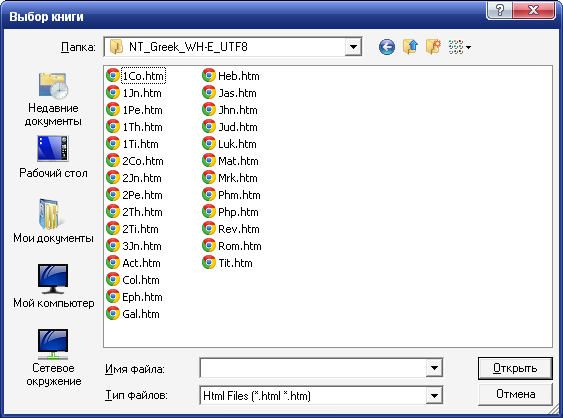 Выбор книги
Папка: NT_Greek_WH-E_UTF8
Недавние документы
Рабочий стол
Мои документы
Мой компьютер
Сетевое окружение
1Co.htm
1Jn.htm
1Pe.htm
1Th.htm
1Ti.htm
2Co.htm
2Jn.htm
2Pe.htm
2Th.htm
2Ti.htm
3Jn.htm
Act.htm
Col.htm
Eph.htm
Gal.htm
Heb.htm
Jas.htm
Jhn.htm
Jud.htm
Luk.htm
Mat.htm
Mrk.htm
Phm.htm
Php.htm
Rev.htm
Rom.htm
Tit.htm
Имя файла:
Открыть
Тип файлов: Html Files (*.html *.htm)
Отмена